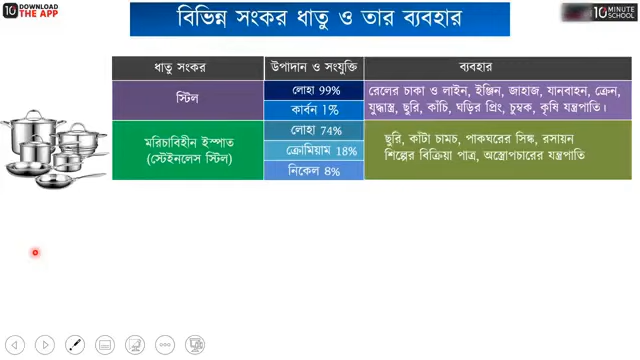 10 DOWNLOAD THE APP
বিভিন্ন সংকর ধাতু ও তার ব্যবহার
10 MINUTE SCHOOL
ধাতু সংকর
উপাদান ও সংযুক্তি
ব্যবহার
স্টিল
লোহা 99%
কার্বন 1%
রেলের চাকা ও লাইন, ইঞ্জিন, জাহাজ, যানবাহন, ক্রেন,
যুদ্ধাস্ত্র, ছুরি, কাঁচি, ঘড়ির প্রিং, চুম্বক, কৃষি যন্ত্রপাতি।
মরিচাবিহীন ইস্পাত
(স্টেইনলেস স্টিল)
লোহা 74%
ক্রোমিয়াম 18%
নিকেল 8%
ছুরি, কাঁটা চামচ, পাকঘরের সিঙ্ক, রসায়ন
শিল্পের বিক্রিয়া পাত্র, অস্ত্রোপচারের যন্ত্রপাতি